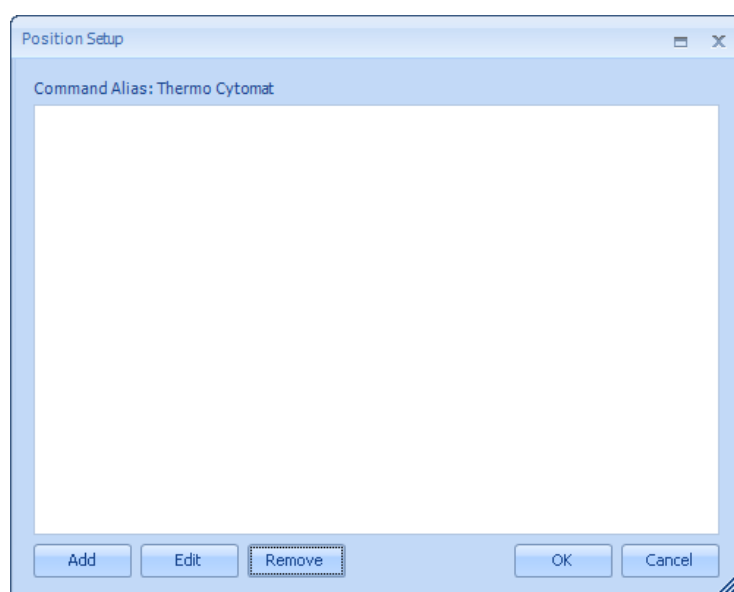 Position Setup
Command Alias: Thermo Cytomat
Add Edit Remove OK Cancel